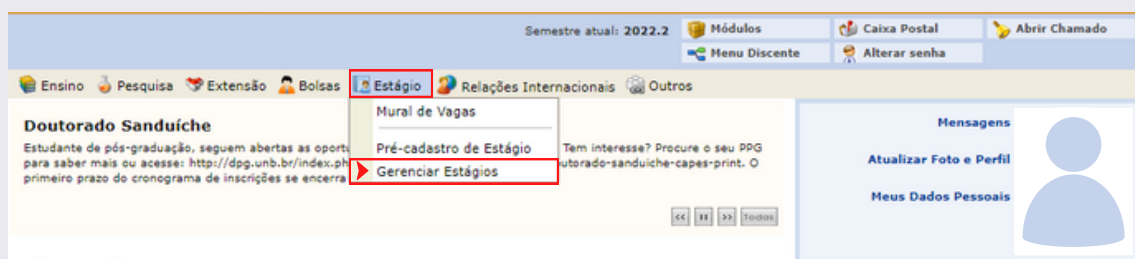 Semestre atual: 2022.2
Módulos
Caixa Postal
Abrir Chamado
Menu Discente
Alterar senha
Ensino
Pesquisa
Extensão
Bolsas
Estágio
Relações Internacionais
Outros
Mural de Vagas
Pré-cadastro de Estágio
Gerenciar Estágios
Doutorado Sanduíche
Estudante de pós-graduação, seguem abertas as oportu Tem interesse? Procure o seu PPG
para saber mais ou acesse: http://dpg.unb.br/index.ph utorado-sanduiche-capes-print. O
primeiro prazo do cronograma de inscrições se encerra
<< II >> Todas
Mensagens
Atualizar Foto e Perfil
Meus Dados Pessoais